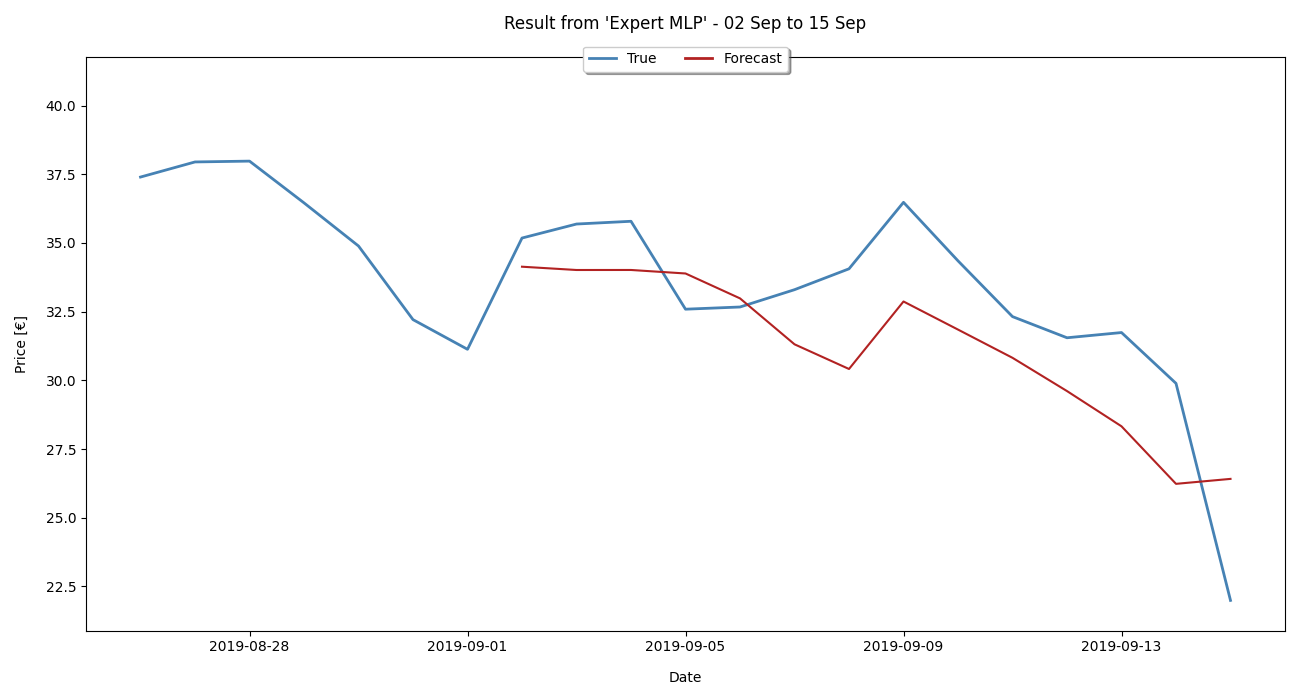 Result from 'Expert MLP' - 02 Sep to 15 Sep
True Forecast
40.0
37.5
35.0
32.5
30.0
27.5
25.0
22.5
Price [€]
2019-08-28 2019-09-01 2019-09-05 2019-09-09 2019-09-13
Date